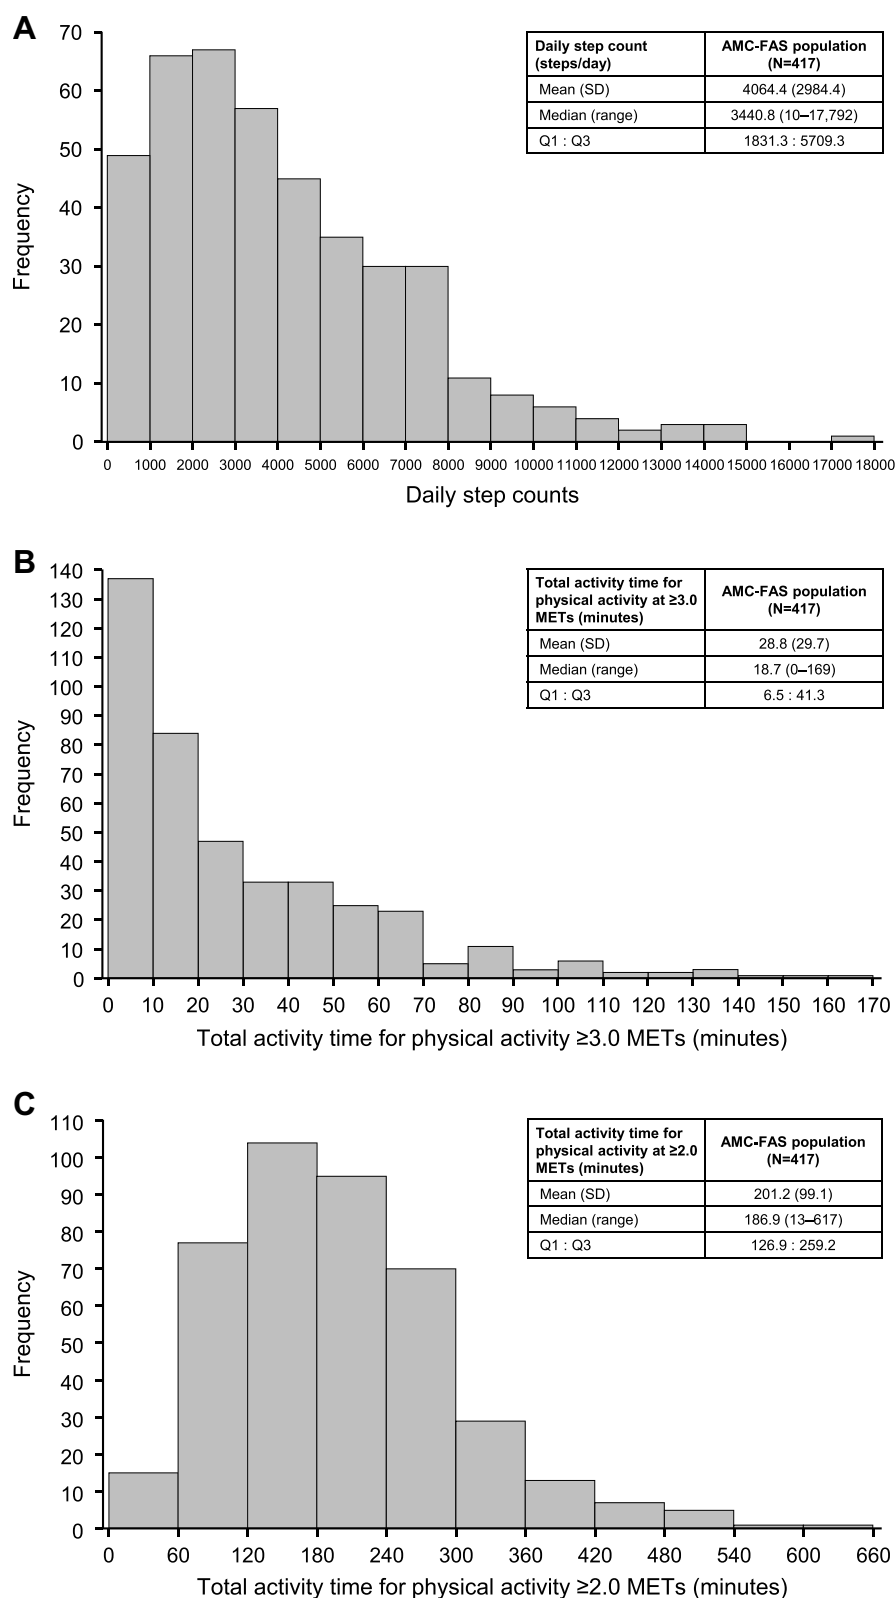 A
70
60
50
40
30
20
10
0
Frequency
0 1000 2000 3000 4000 5000 6000 7000 8000 9000 10000 11000 12000 13000 14000 15000 16000 17000 18000
Daily step counts
Daily step count
(steps/day)
AMC-FAS population
(N=417)
Mean (SD) 4064.4 (2984.4)
Median (range) 3440.8 (10–17,792)
Q1 : Q3 1831.3 : 5709.3
B
140
130
120
110
100
90
80
70
60
50
40
30
20
10
0
Frequency
0 10 20 30 40 50 60 70 80 90 100 110 120 130 140 150 160 170
Total activity time for physical activity ≥3.0 METs (minutes)
Total activity time for
physical activity at ≥3.0
METs (minutes)
AMC-FAS population
(N=417)
Mean (SD) 28.8 (29.7)
Median (range) 18.7 (0–169)
Q1 : Q3 6.5 : 41.3
C
110
100
90
80
70
60
50
40
30
20
10
0
Frequency
0 60 120 180 240 300 360 420 480 540 600 660
Total activity time for physical activity ≥2.0 METs (minutes)
Total activity time for
physical activity at ≥2.0
METs (minutes)
AMC-FAS population
(N=417)
Mean (SD) 201.2 (99.1)
Median (range) 186.9 (13–617)
Q1 : Q3 126.9 : 259.2